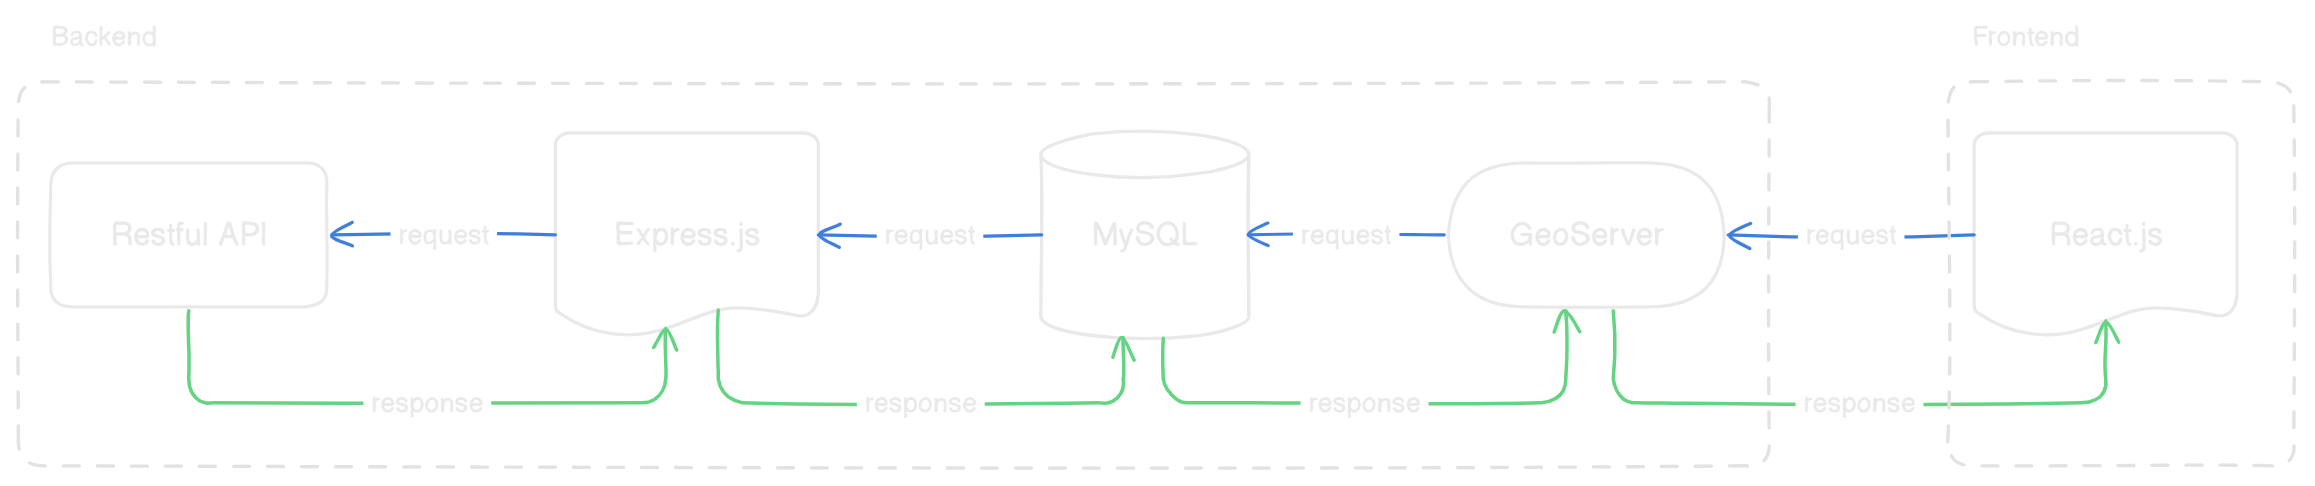 Backend
Frontend
Restful API
request
Express.js
request
MySQL
request
GeoServer
request
React.js
response
response
response
response